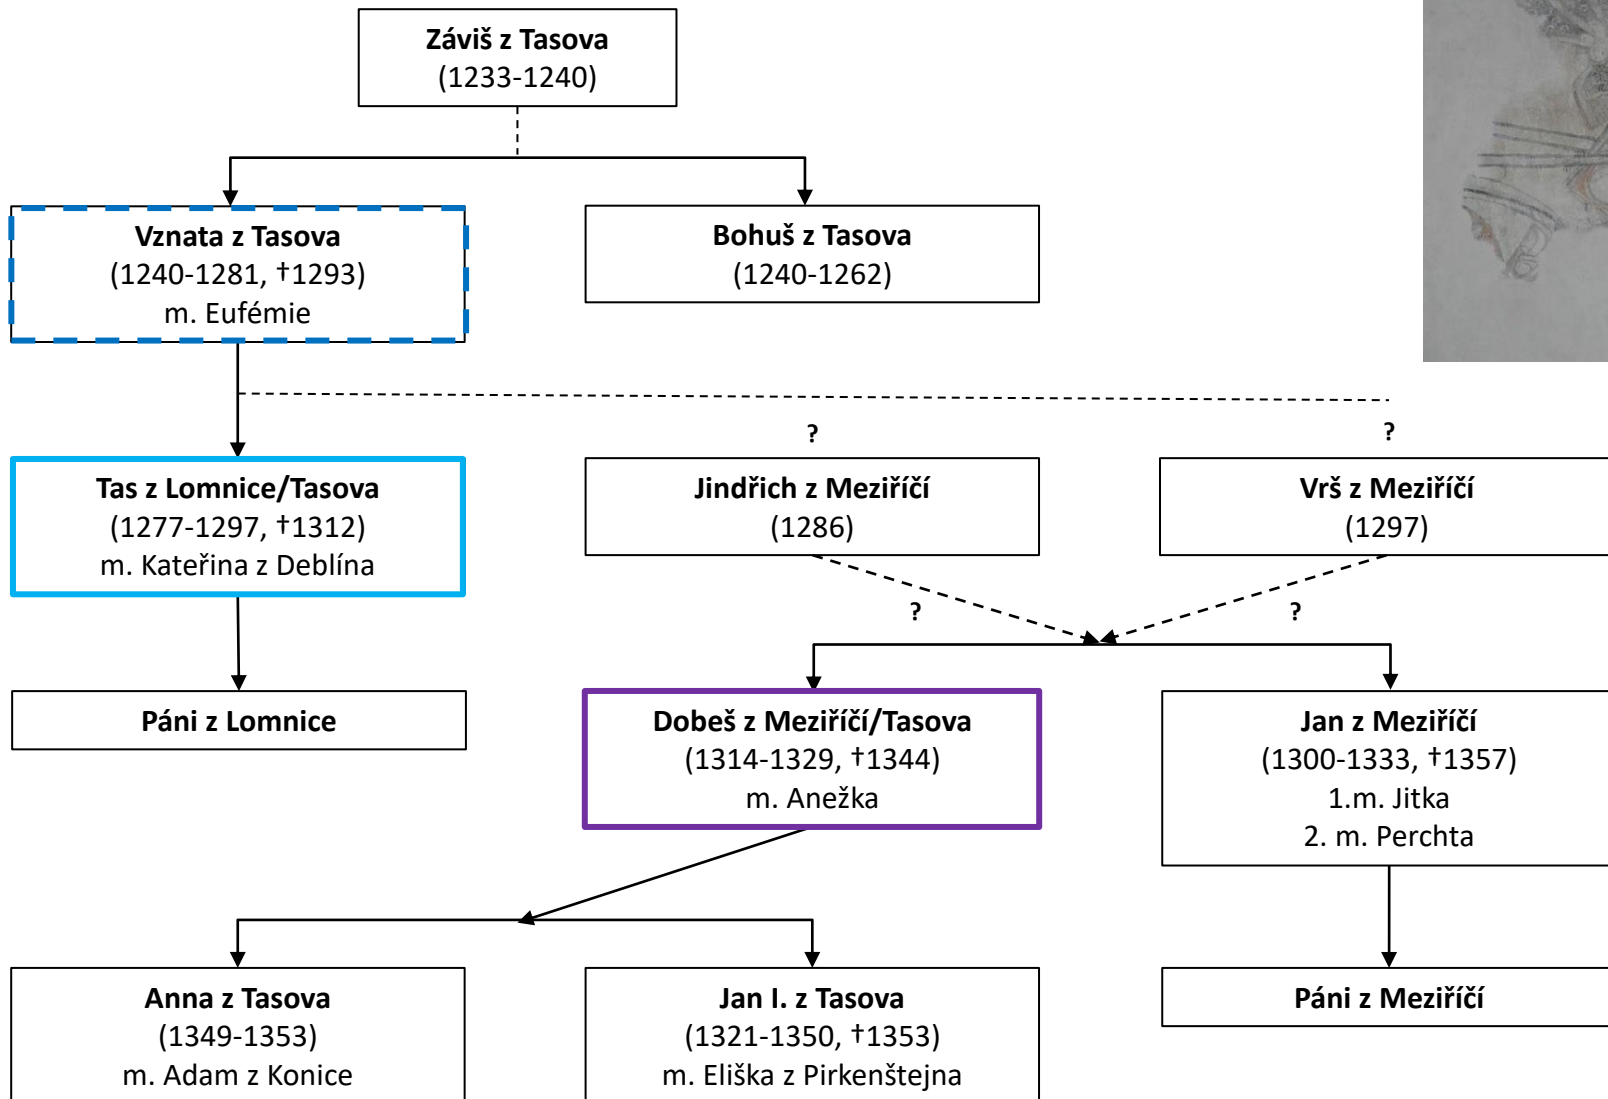 Záviš z Tasova
(1233-1240)
Vznata z Tasova
(1240-1281, †1293)
m. Eufémie
Bohuš z Tasova
(1240-1262)
?
?
Tas z Lomnice/Tasova
(1277-1297, †1312)
m. Kateřina z Deblína
Jindřich z Meziříčí
(1286)
Vrš z Meziříčí
(1297)
?
?
Páni z Lomnice
Dobeš z Meziříčí/Tasova
(1314-1329, †1344)
m. Anežka
Jan z Meziříčí
(1300-1333, †1357)
1.m. Jitka
2. m. Perchta
Anna z Tasova
(1349-1353)
m. Adam z Konice
Jan I. z Tasova
(1321-1350, †1353)
m. Eliška z Pirkenštejna
Páni z Meziříčí